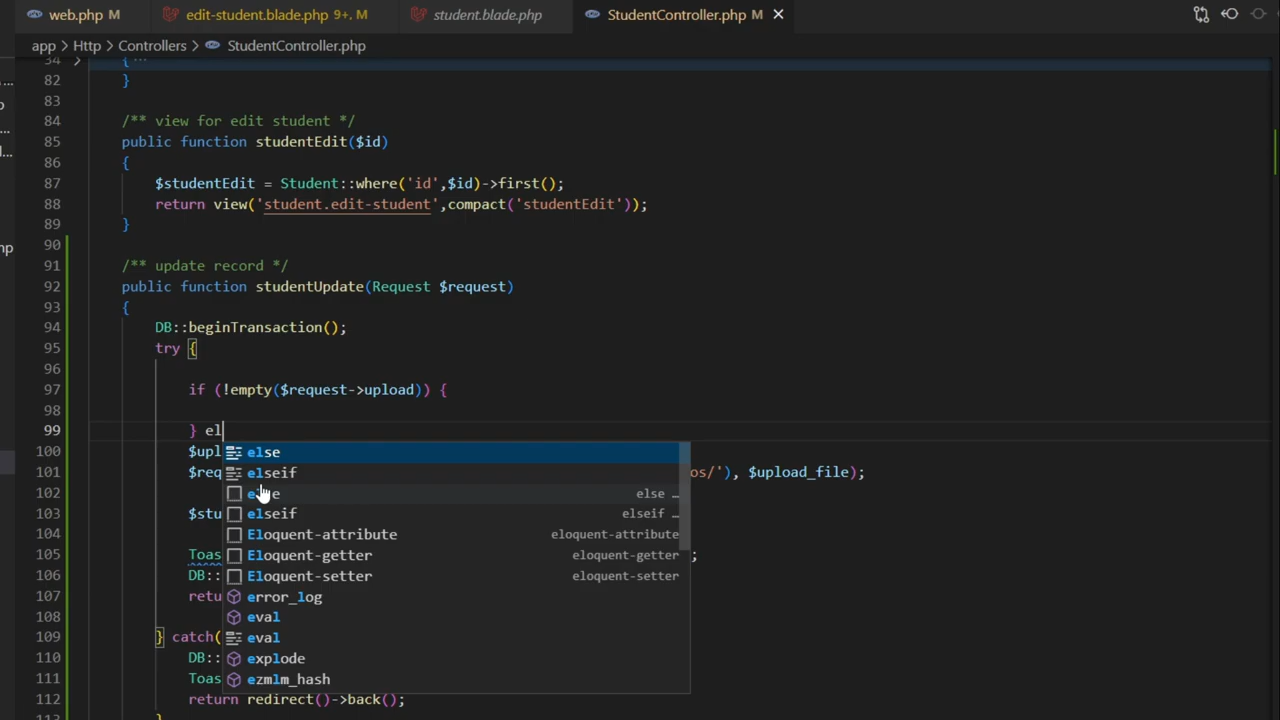 web.php M edit-student.blade.php 9+, M student.blade.php StudentController.php M
app > Http > Controllers > StudentController.php
34 > { ...
82 }
83
84 /** view for edit student */
85 public function studentEdit($id)
86 {
87 $studentEdit = Student::where('id',$id)->first();
88 return view('student.edit-student',compact('studentEdit'));
89 }
90
91 /** update record */
92 public function studentUpdate(Request $request)
93 {
94 DB::beginTransaction();
95 try {
96
97 if (!empty($request->upload)) {
98
99 } el
100 $upl else
101 $req elseif os/'), $upload_file);
102 else else ...
103 $stu elseif elseif ...
104 Eloquent-attribute eloquent-attribute
105 Toas Eloquent-getter eloquent-getter ;
106 DB:: Eloquent-setter eloquent-setter
107 retu error_log
108 eval
109 } catch( eval
110 DB:: explode
111 Toas ezmlm_hash
112 return redirect()->back();
113 }